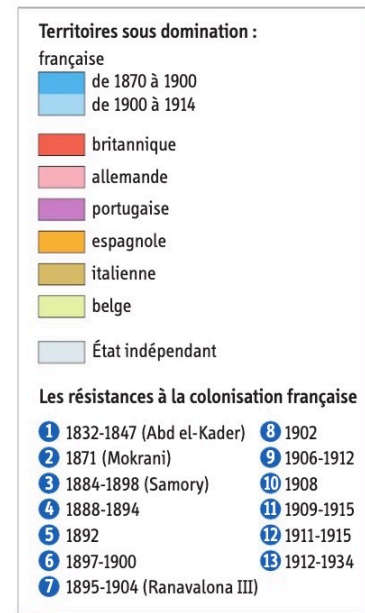 Territoires sous domination :
française
de 1870 à 1900
de 1900 à 1914
britannique
allemande
portugaise
espagnole
italienne
belge
État indépendant
Les résistances à la colonisation française
1 1832-1847 (Abd el-Kader)
2 1871 (Mokrani)
3 1884-1898 (Samory)
4 1888-1894
5 1892
6 1897-1900
7 1895-1904 (Ranavalona III)
8 1902
9 1906-1912
10 1908
11 1909-1915
12 1911-1915
13 1912-1934